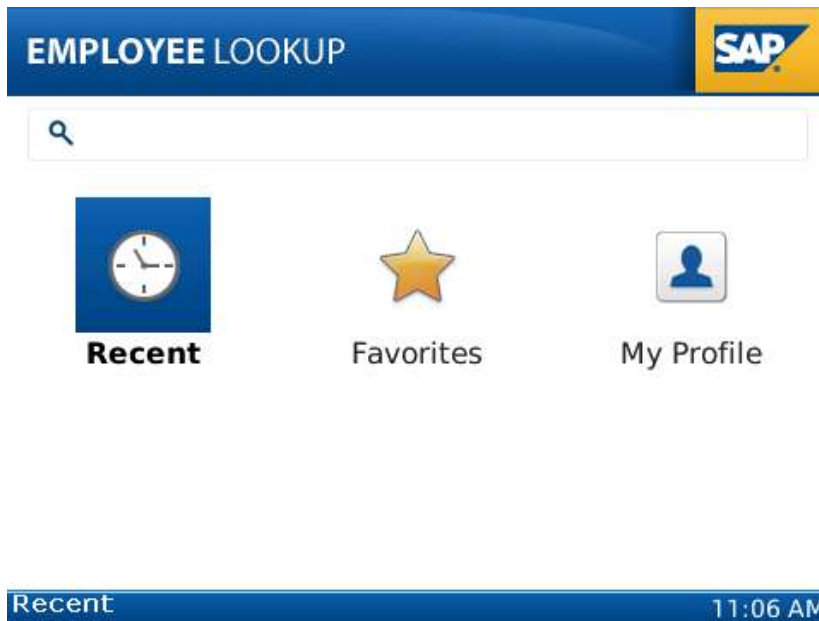 EMPLOYEE LOOKUP
SAP
Recent
Favorites
My Profile
Recent
11:06 AM